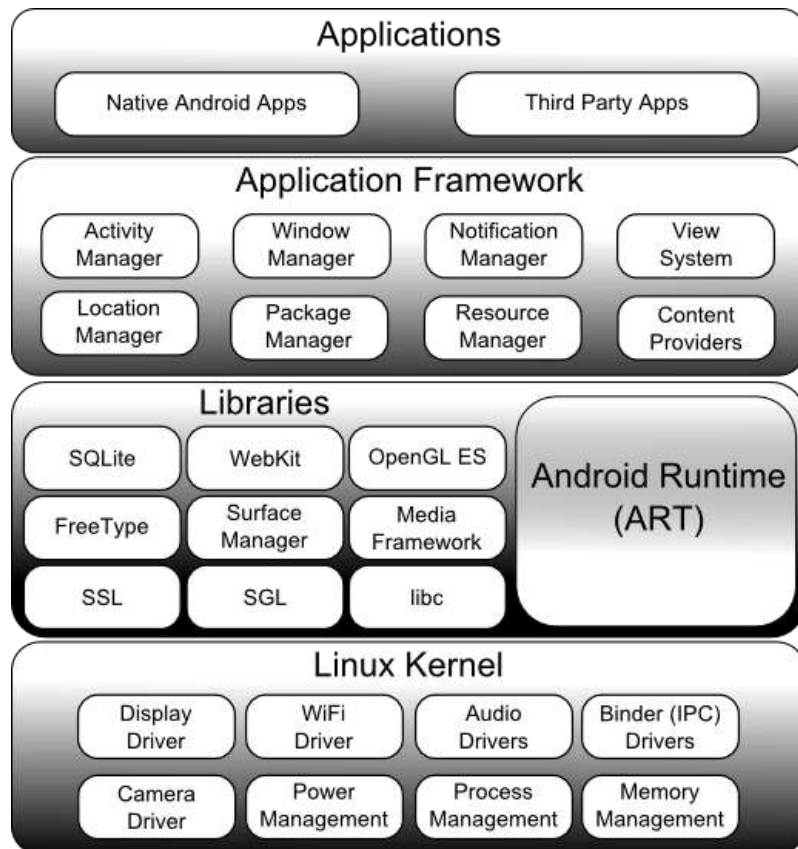 Applications
Native Android Apps
Third Party Apps
Application Framework
Activity
Manager
Window
Manager
Notification
Manager
View
System
Location
Manager
Package
Manager
Resource
Manager
Content
Providers
Libraries
SQLite
WebKit
OpenGL ES
FreeType
Surface
Manager
Media
Framework
SSL
SGL
libc
Android Runtime
(ART)
Linux Kernel
Display
Driver
WiFi
Driver
Audio
Drivers
Binder (IPC)
Drivers
Camera
Driver
Power
Management
Process
Management
Memory
Management